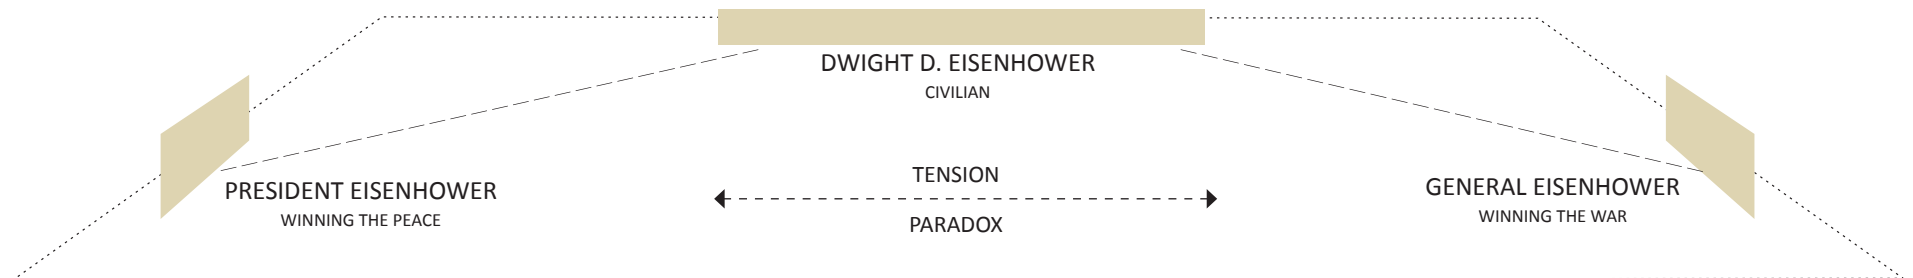 DWIGHT D. EISENHOWER
CIVILIAN
PRESIDENT EISENHOWER
WINNING THE PEACE
TENSION
PARADOX
GENERAL EISENHOWER
WINNING THE WAR